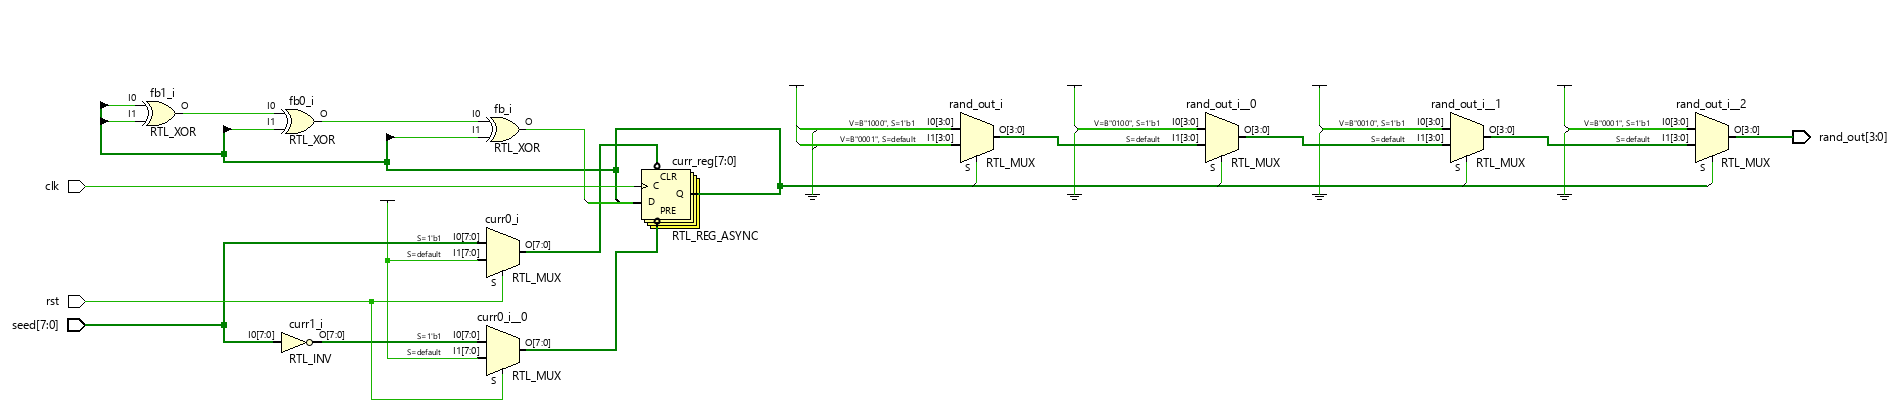 fb1_i
I0
I1
O
RTL_XOR
fb0_i
I0
I1
O
RTL_XOR
fb_i
I0
I1
O
RTL_XOR
curr_reg[7:0]
CLR
C
Q
D
PRE
RTL_REG_ASYNC
clk
curr0_i
S=1'b1 I0[7:0]
S=default I1[7:0]
O[7:0]
S
RTL_MUX
rst
seed[7:0]
curr1_i
I0[7:0]
O[7:0]
RTL_INV
curr0_i__0
S=1'b1 I0[7:0]
S=default I1[7:0]
O[7:0]
S
RTL_MUX
rand_out_i
V=B"1000", S=1'b1 I0[3:0]
V=B"0001", S=default I1[3:0]
O[3:0]
S
RTL_MUX
rand_out_i__0
V=B"0100", S=1'b1 I0[3:0]
S=default I1[3:0]
O[3:0]
S
RTL_MUX
rand_out_i__1
V=B"0010", S=1'b1 I0[3:0]
S=default I1[3:0]
O[3:0]
S
RTL_MUX
rand_out_i__2
V=B"0001", S=1'b1 I0[3:0]
S=default I1[3:0]
O[3:0]
S
RTL_MUX
rand_out[3:0]